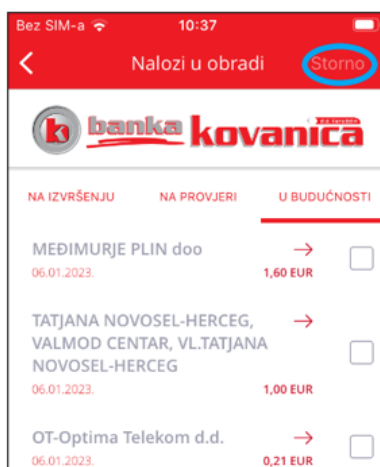 Bez SIM-a 10:37
Nalozi u obradi Storno
banka kovanica
NA IZVRŠENJU NA PROVJERI U BUDUĆNOSTI
MEĐIMURJE PLIN doo
06.01.2023. 1,60 EUR
TATJANA NOVOSEL-HERCEG,
VALMOD CENTAR, VL.TATJANA
NOVOSEL-HERCEG
06.01.2023. 1,00 EUR
OT-Optima Telekom d.d.
06.01.2023. 0,21 EUR